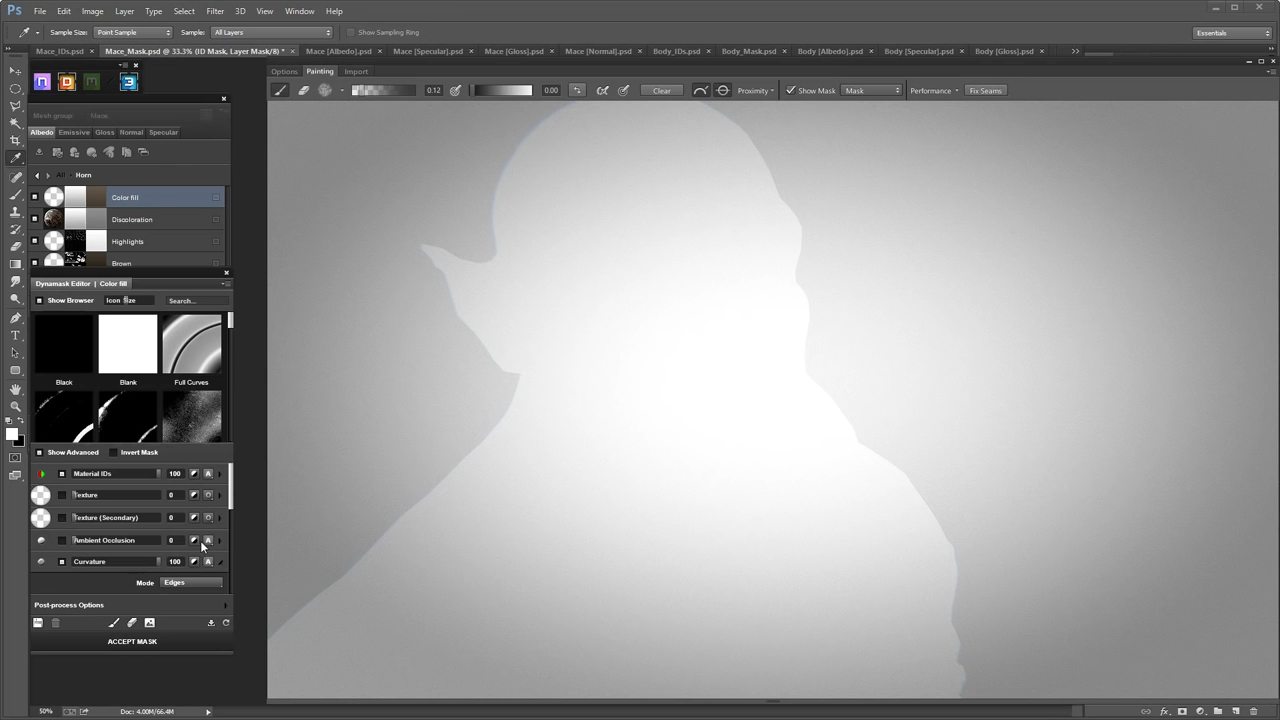 Ps File Edit Image Layer Type Select Filter 3D View Window Help
Sample Size: Point Sample Sample: All Layers Show Sampling Ring Essentials
Mace_IDs.psd × Mace_Mask.psd @ 33.3% (ID Mask, Layer Mask/8) * × Mace [Albedo].psd × Mace [Specular].psd × Mace [Gloss].psd × Mace [Normal].psd × Body_IDs.psd × Body_Mask.psd × Body [Albedo].psd × Body [Specular].psd × Body [Gloss].psd ×
Options Painting Import
0.12 0.00 Clear Proximity Show Mask Mask Performance Fix Seams
Mesh group: Mace
Albedo Emissive Gloss Normal Specular
All Horn
Color fill
Discoloration
Highlights
Brown
Dynamask Editor | Color fill
Show Browser Icon Size Search...
Black Blank Full Curves
Show Advanced Invert Mask
Material IDs 100 A
Texture 0
Texture (Secondary) 0
Ambient Occlusion 0 A
Curvature 100 A
Mode Edges
Post-process Options
ACCEPT MASK
50% Doc: 4.00M/66.4M